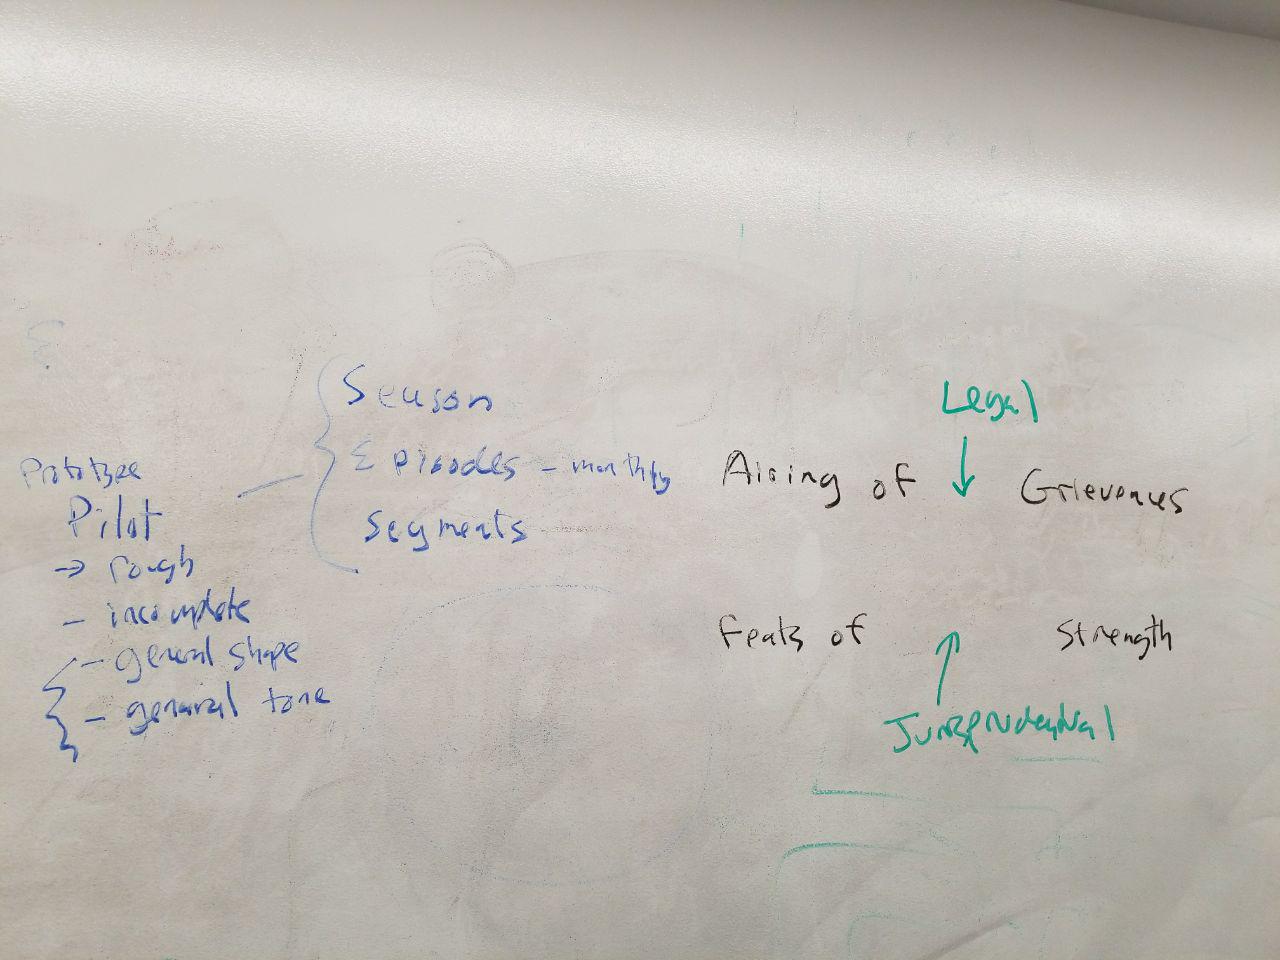 Prototype
Pilot
→ rough
- incomplete
- general shape
- general tone
Season
Episodes - monthly
Segments
Legal
↓
Airing of Grievances
Feats of Strength
↑
Jurisprudential